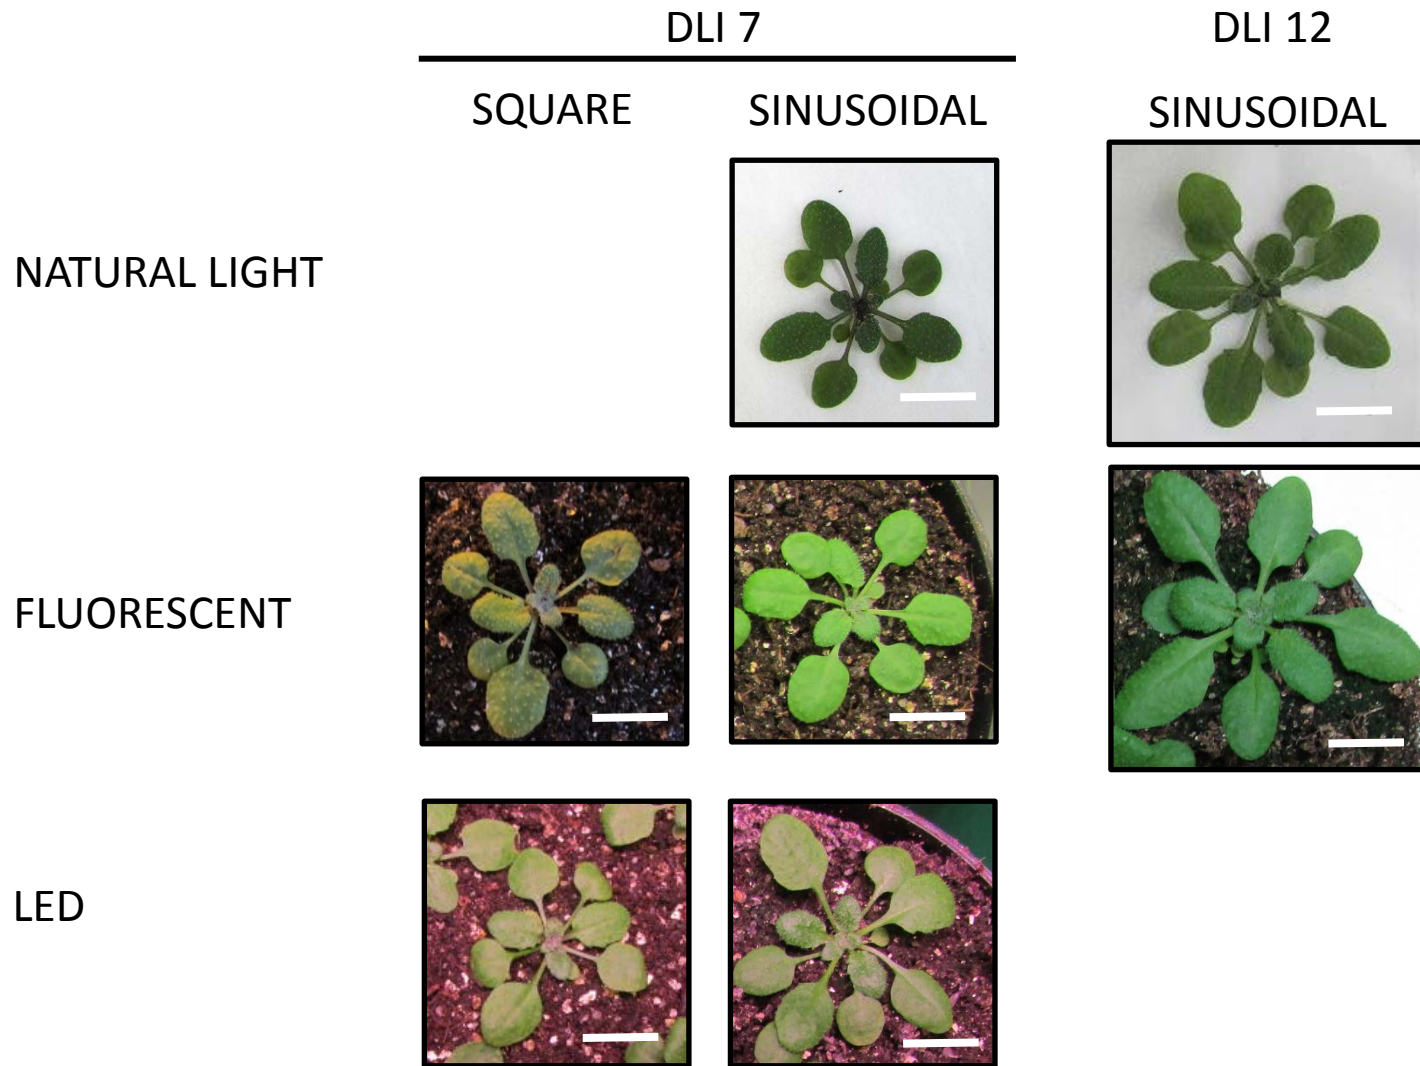 DLI 7
DLI 12
SQUARE
SINUSOIDAL
SINUSOIDAL
NATURAL LIGHT
FLUORESCENT
LED